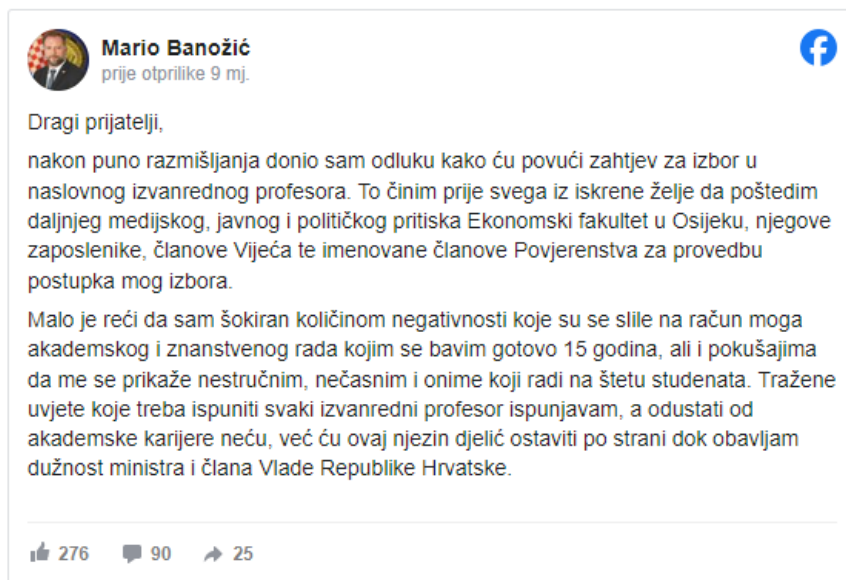 Mario Banožić
prije otprilike 9 mj.
Dragi prijatelji,
nakon puno razmišljanja donio sam odluku kako ću povući zahtjev za izbor u
naslovnog izvanrednog profesora. To činim prije svega iz iskrene želje da poštedim
daljnjeg medijskog, javnog i političkog pritiska Ekonomski fakultet u Osijeku, njegove
zaposlenike, članove Vijeća te imenovane članove Povjerenstva za provedbu
postupka mog izbora.
Malo je reći da sam šokiran količinom negativnosti koje su se slile na račun moga
akademskog i znanstvenog rada kojim se bavim gotovo 15 godina, ali i pokušajima
da me se prikaže nestručnim, nečasnim i onime koji radi na štetu studenata. Tražene
uvjete koje treba ispuniti svaki izvanredni profesor ispunjavam, a odustati od
akademske karijere neću, već ću ovaj njezin djelić ostaviti po strani dok obavljam
dužnost ministra i člana Vlade Republike Hrvatske.
276 90 25